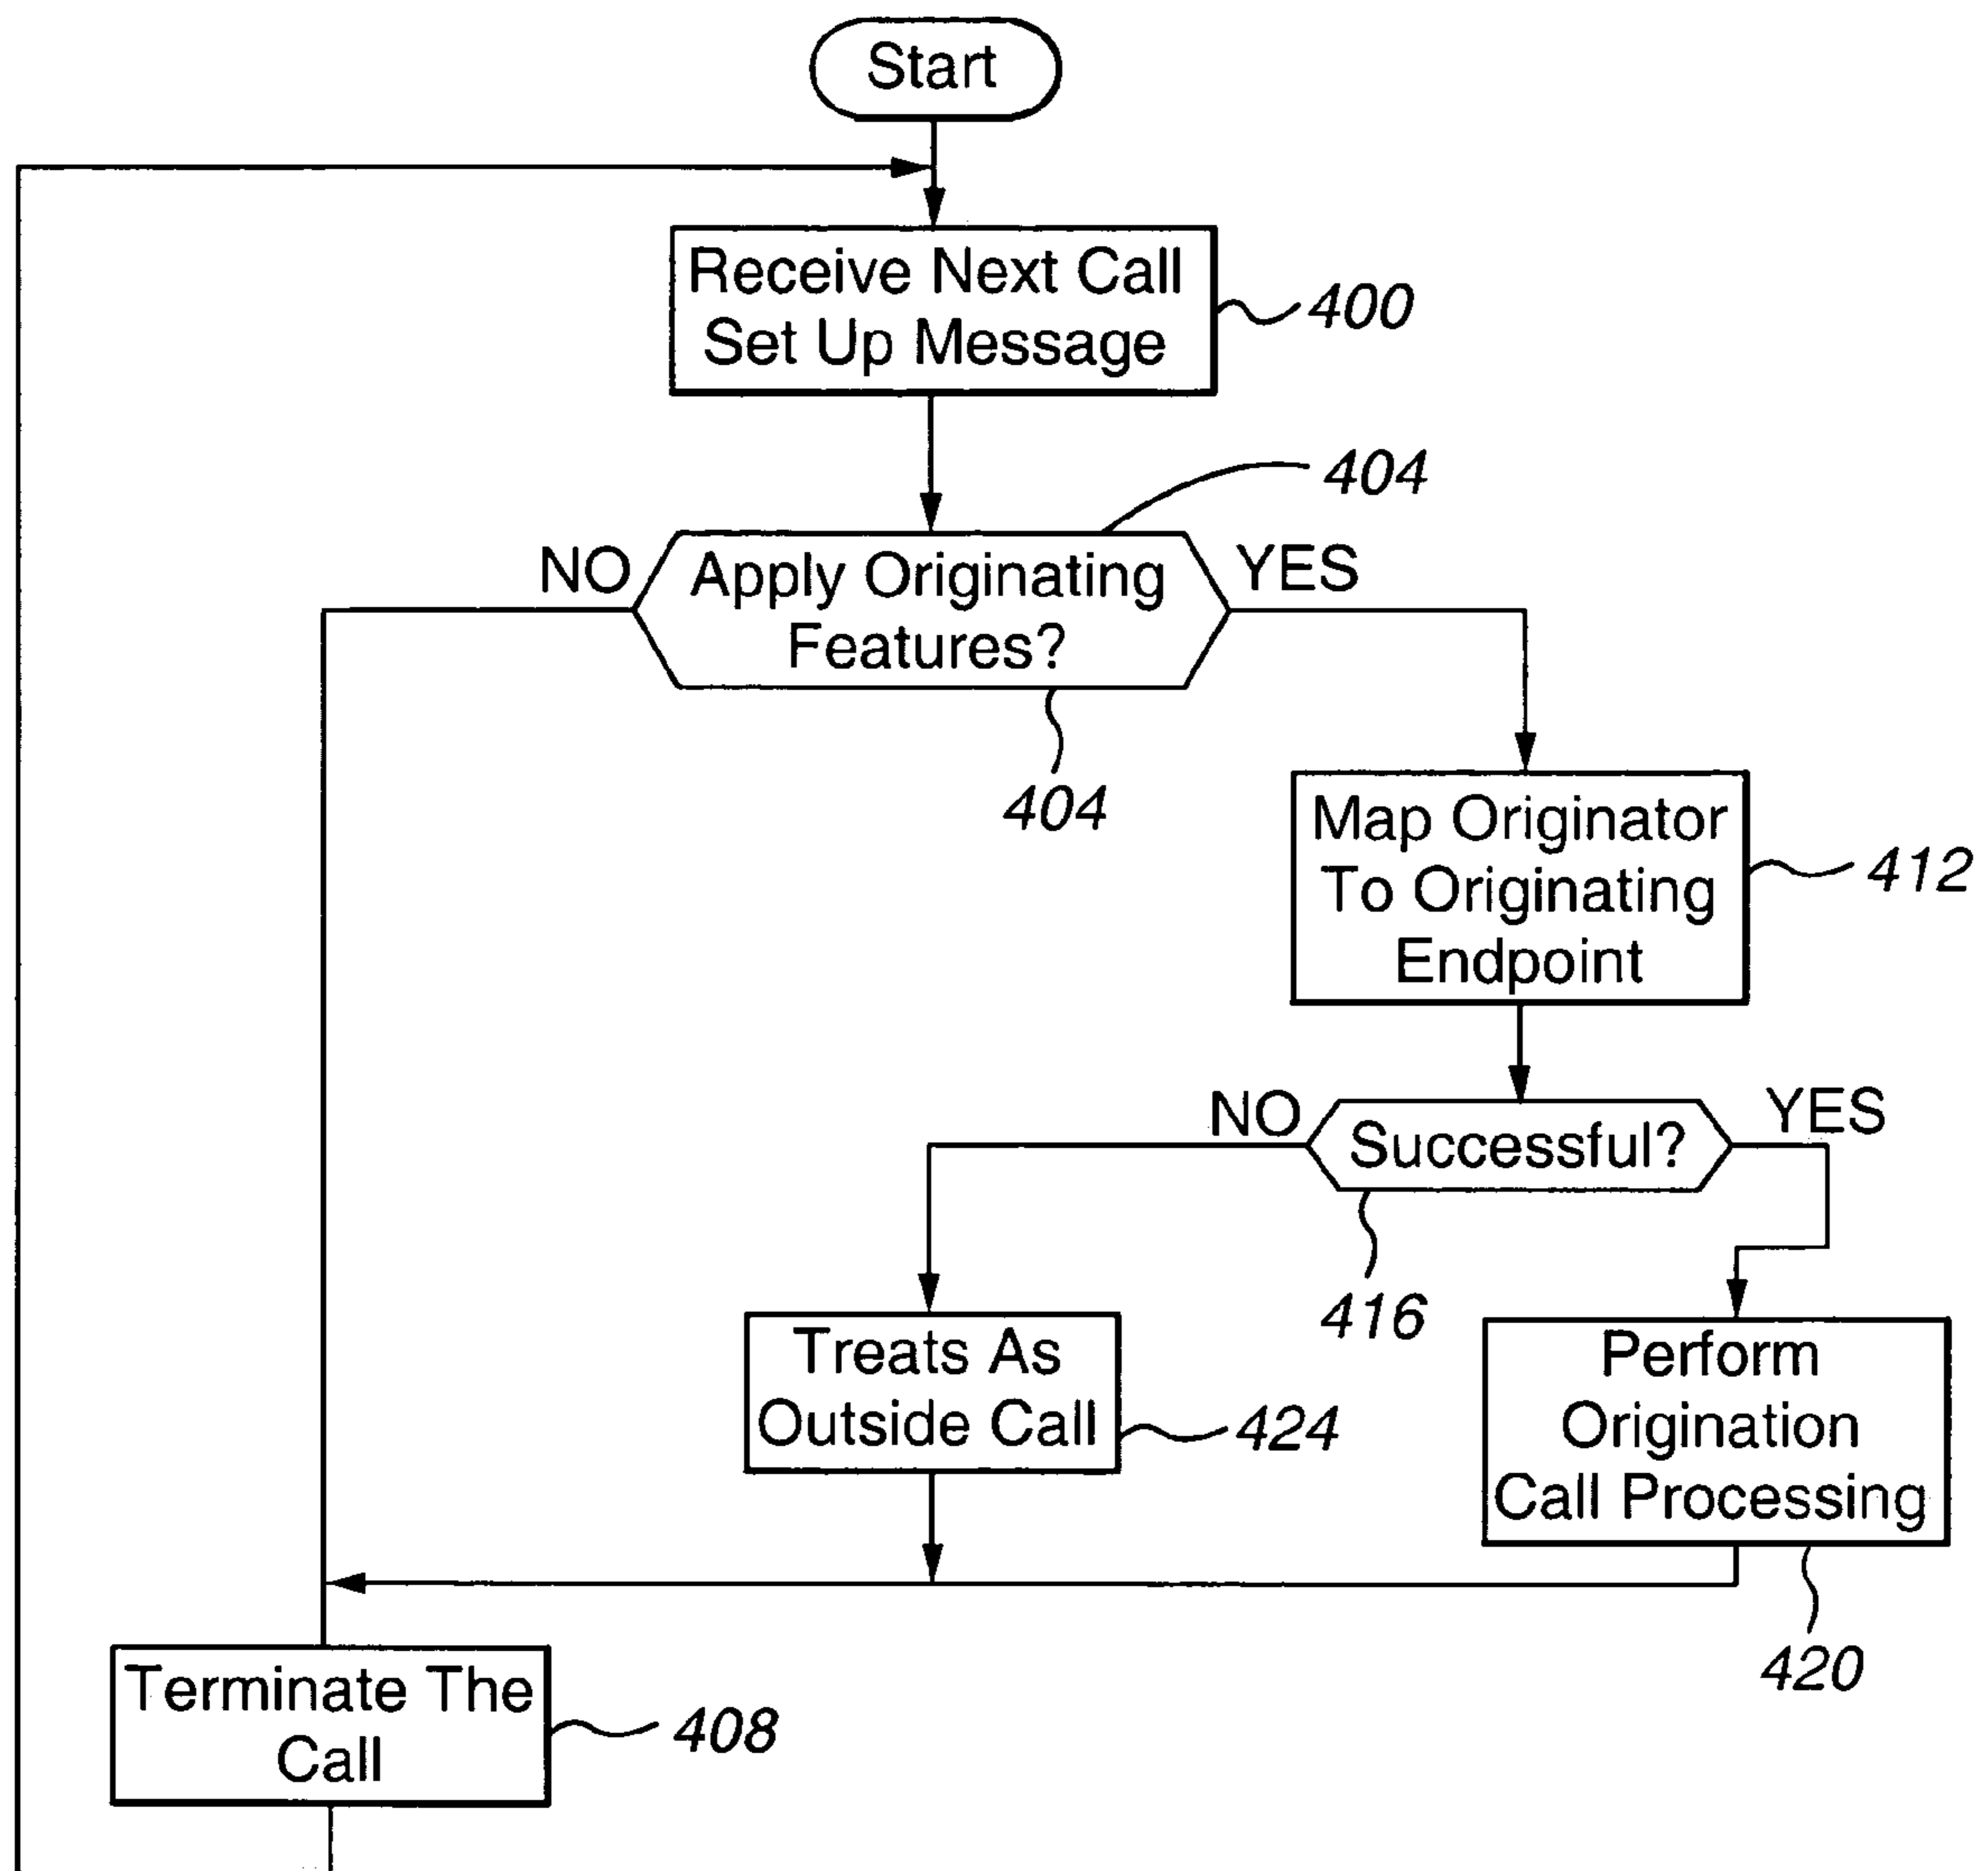 Start
Receive Next Call
Set Up Message
400
404
NO
Apply Originating
Features?
YES
404
Map Originator
To Originating
Endpoint
412
NO
Successful?
YES
416
Treats As
Outside Call
424
Perform
Origination
Call Processing
420
Terminate The
Call
408